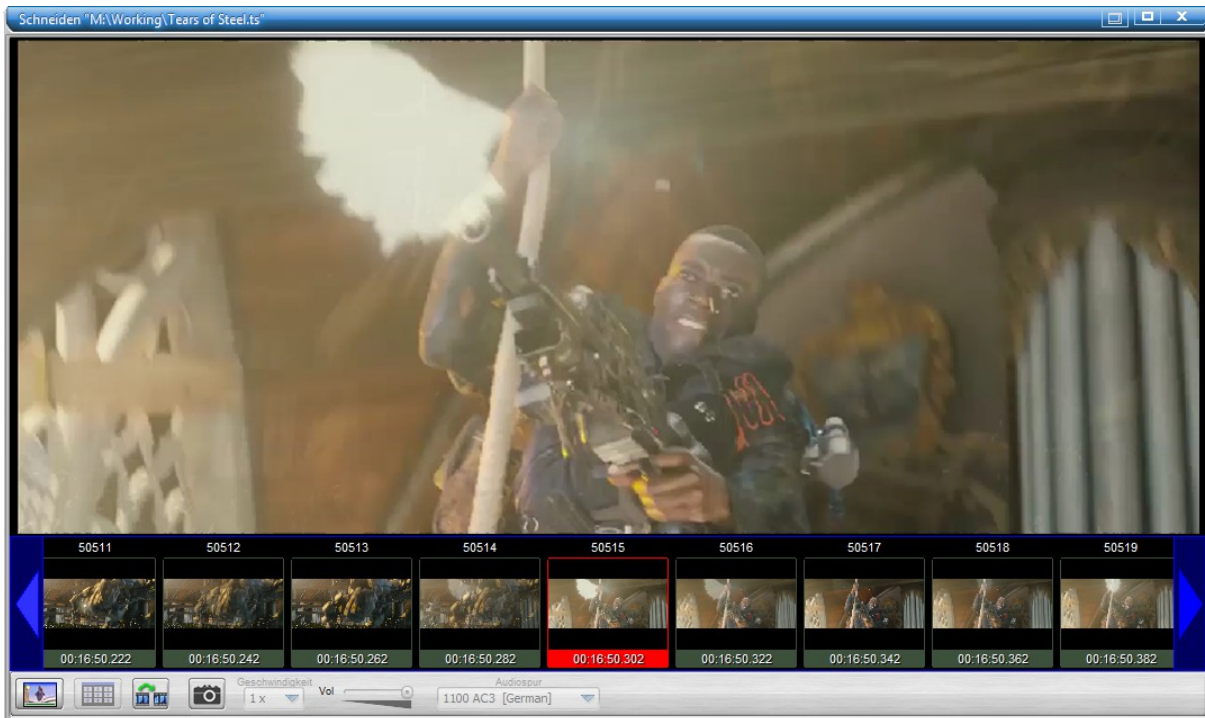 Schneiden "M:\Working\Tears of Steel.ts"
50511 50512 50513 50514 50515 50516 50517 50518 50519
00:16:50.222 00:16:50.242 00:16:50.262 00:16:50.282 00:16:50.302 00:16:50.322 00:16:50.342 00:16:50.362 00:16:50.382
Geschwindigkeit Vol Audiospur
1 x 1100 AC3 [German]